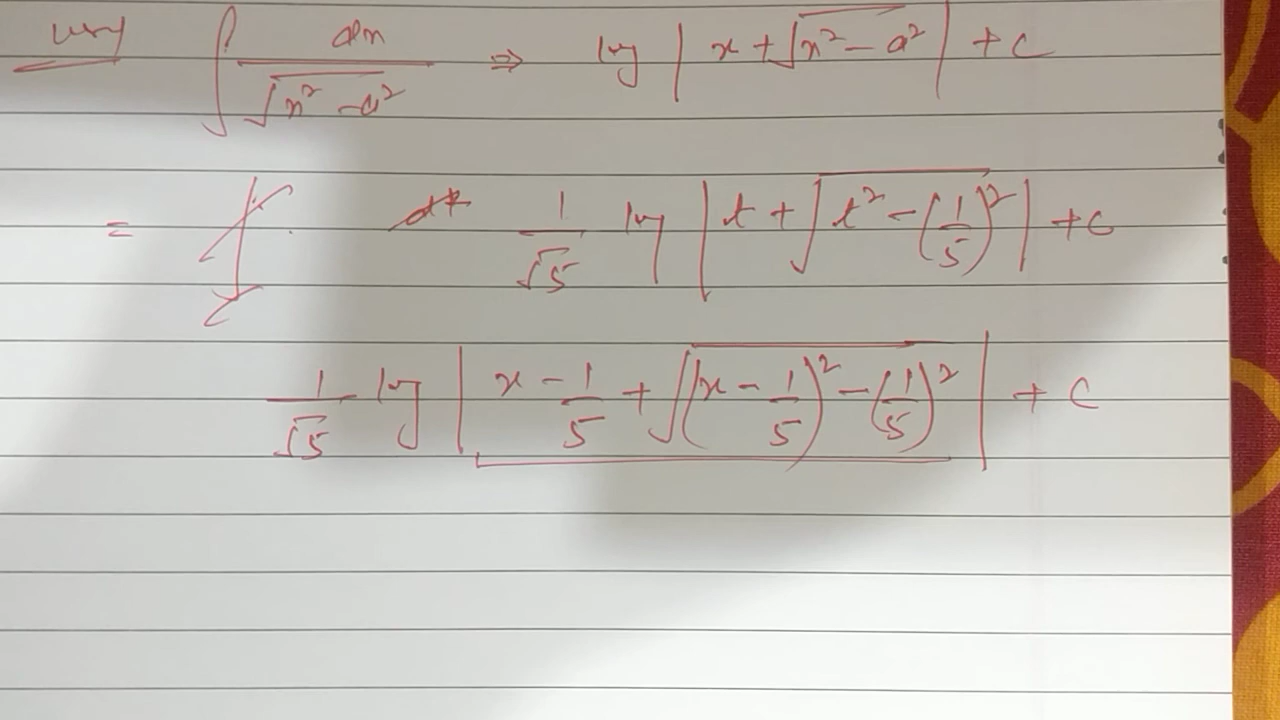 using ∫ dx / √(x² - a²) ⇒ log | x + √(x² - a²) | + C
= 1/√5 log | t + √(t² - (1/5)²) | + C
1/√5 log | x - 1/5 + √((x - 1/5)² - (1/5)²) | + C